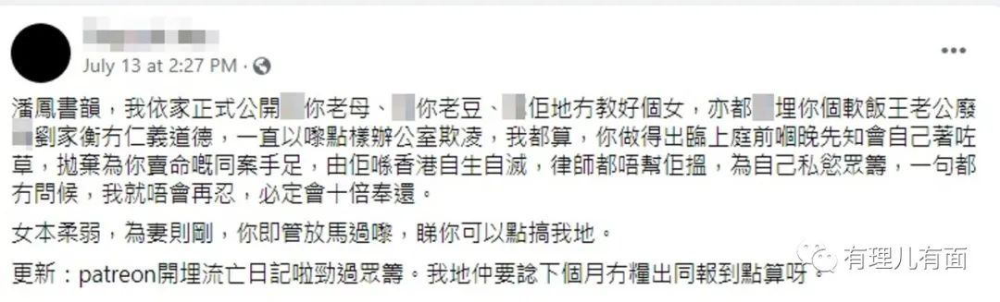 July 13 at 2:27 PM ·
潘鳳書韻，我依家正式公開你老母、你老豆、佢地冇教好個女，亦都埋你個軟飯王老公廢
劉家衡冇仁義道德，一直以嚟點樣辦公室欺凌，我都算，你做得出臨上庭前嗰晚先知會自己著咗
草，拋棄為你賣命嘅同案手足，由佢喺香港自生自滅，律師都唔幫佢搵，為自己私慾眾籌，一句都
冇問候，我就唔會再忍，必定會十倍奉還。
女本柔弱，為妻則剛，你即管放馬過嚟，睇你可以點搞我地。
更新：patreon開埋流亡日記啦勁過眾籌。我地仲要諗下個月冇糧出同報到點算呀。
有理儿有面